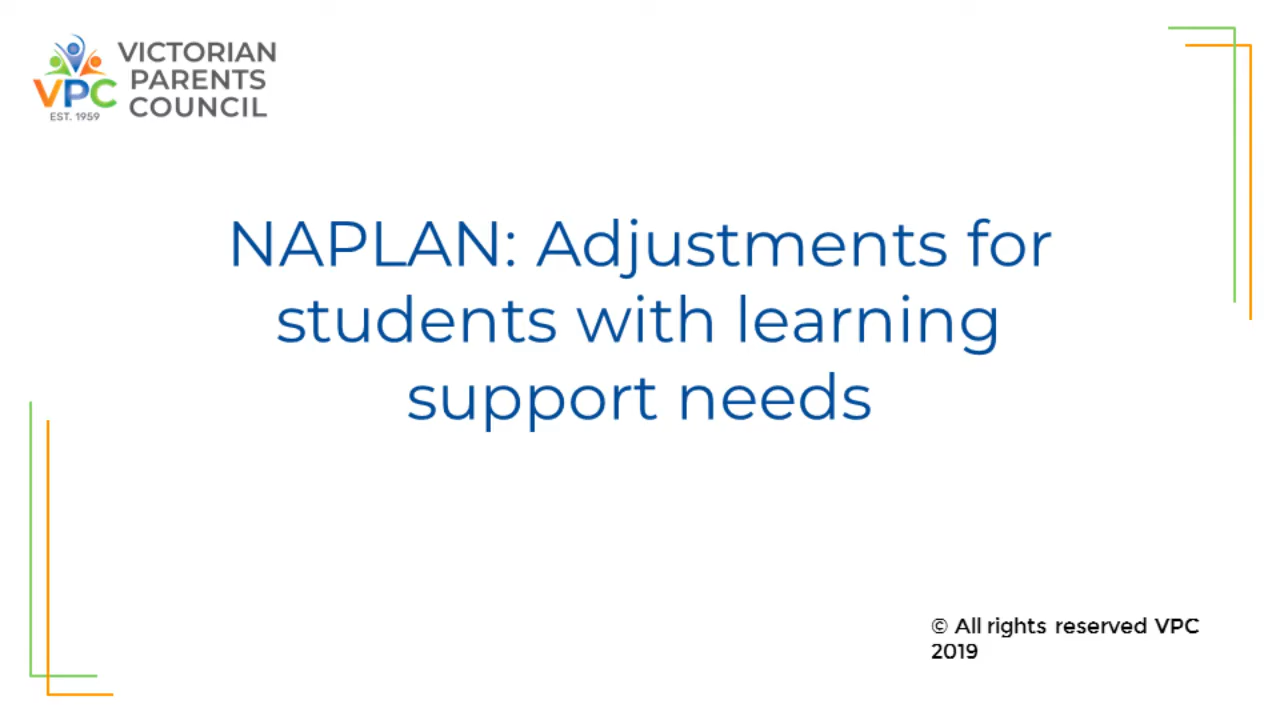 VICTORIAN
PARENTS
COUNCIL
VPC
EST. 1959
NAPLAN: Adjustments for
students with learning
support needs
© All rights reserved VPC
2019